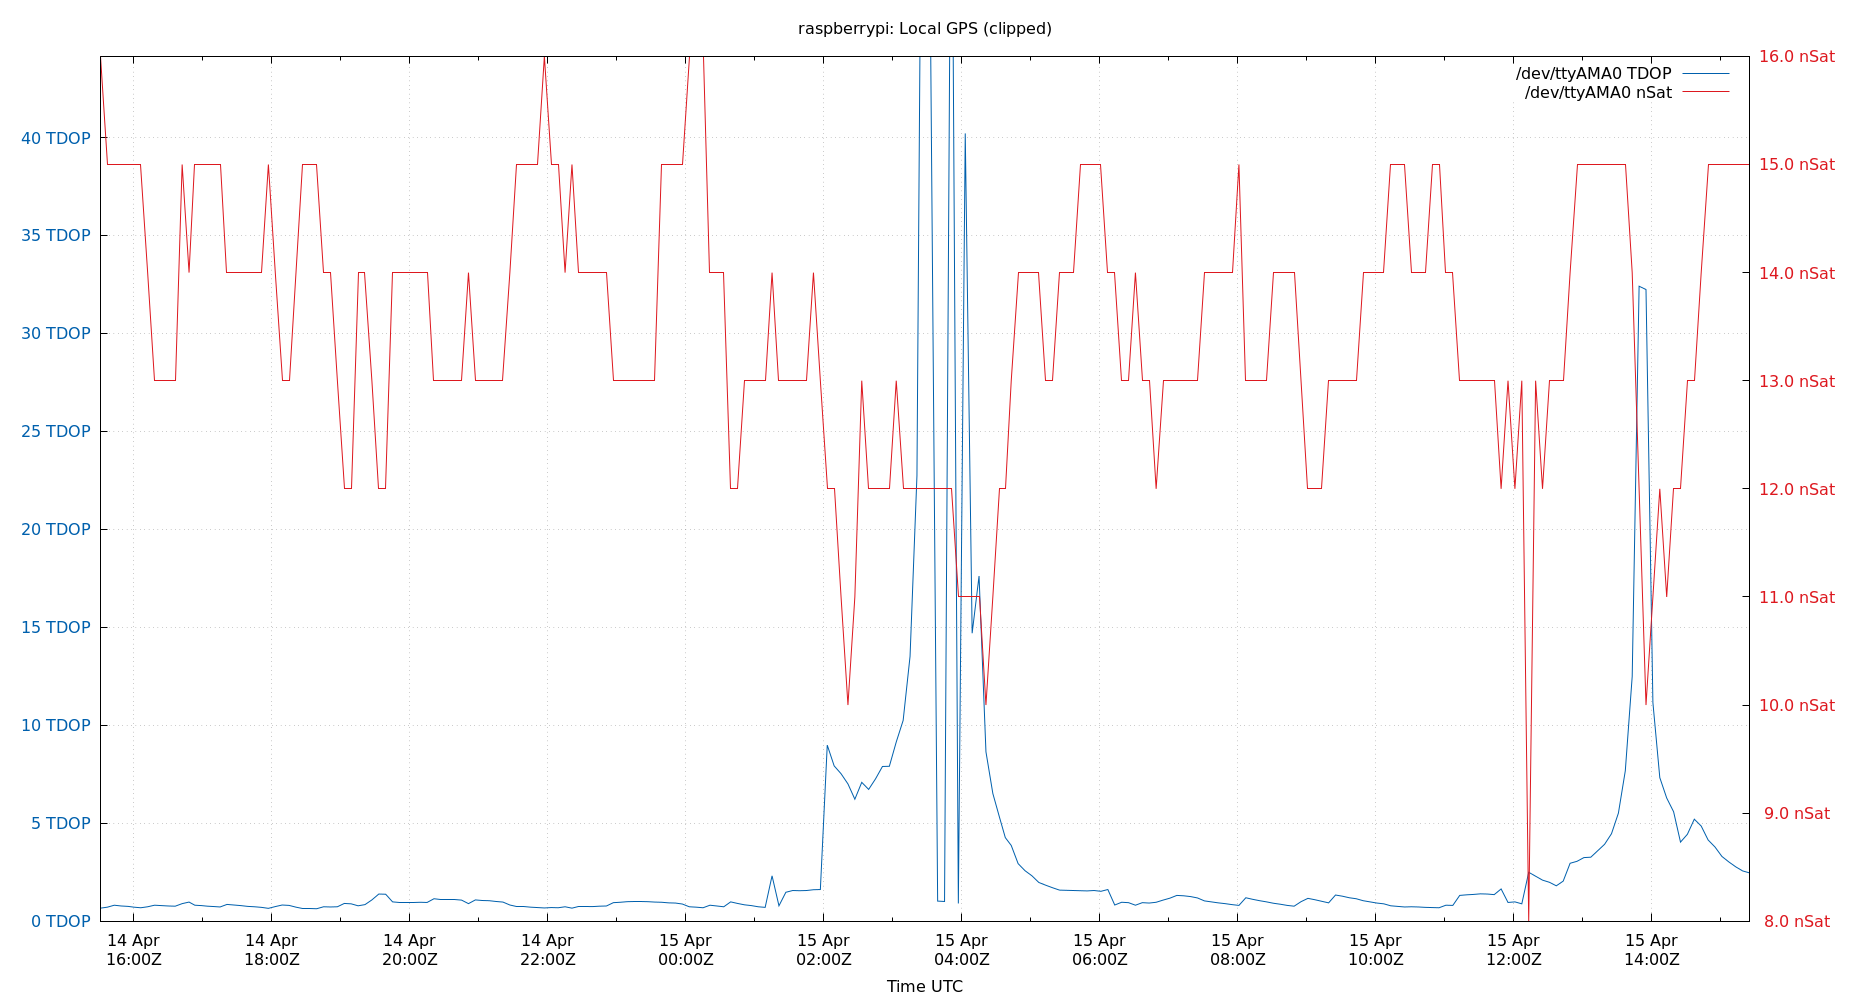 raspberrypi: Local GPS (clipped)
/dev/ttyAMA0 TDOP
/dev/ttyAMA0 nSat
40 TDOP
35 TDOP
30 TDOP
25 TDOP
20 TDOP
15 TDOP
10 TDOP
5 TDOP
0 TDOP
16.0 nSat
15.0 nSat
14.0 nSat
13.0 nSat
12.0 nSat
11.0 nSat
10.0 nSat
9.0 nSat
8.0 nSat
14 Apr
16:00Z
14 Apr
18:00Z
14 Apr
20:00Z
14 Apr
22:00Z
15 Apr
00:00Z
15 Apr
02:00Z
15 Apr
04:00Z
15 Apr
06:00Z
15 Apr
08:00Z
15 Apr
10:00Z
15 Apr
12:00Z
15 Apr
14:00Z
Time UTC